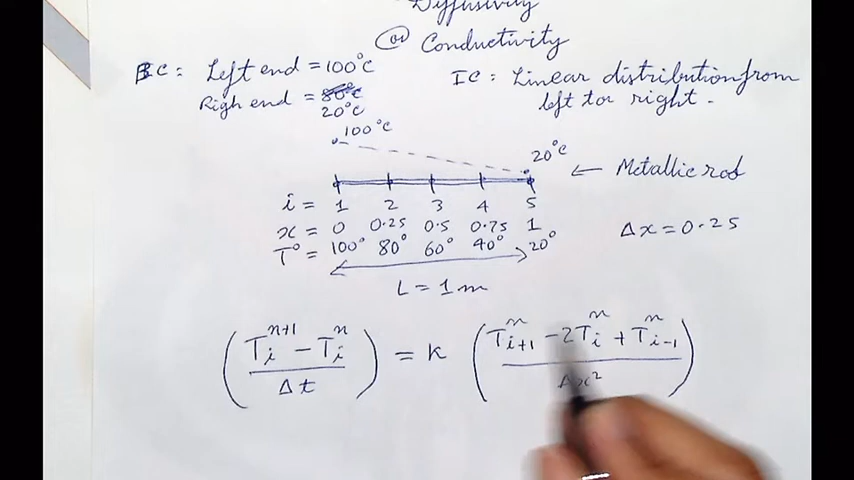 Diffusivity
(or) Conductivity
BC: Left end = 100°C
Righ end = 80°C
20°C
IC: Linear distribution from
left tor right.
100°C
20°C ← Metallic rod
i = 1 2 3 4 5
x = 0 0.25 0.5 0.75 1
T° = 100° 80° 60° 40° 20°
Δx = 0.25
L = 1m
(T_i^{n+1} - T_i^n / Δt) = K (T_{i+1}^n - 2T_i^n + T_{i-1}^n / Δx²)